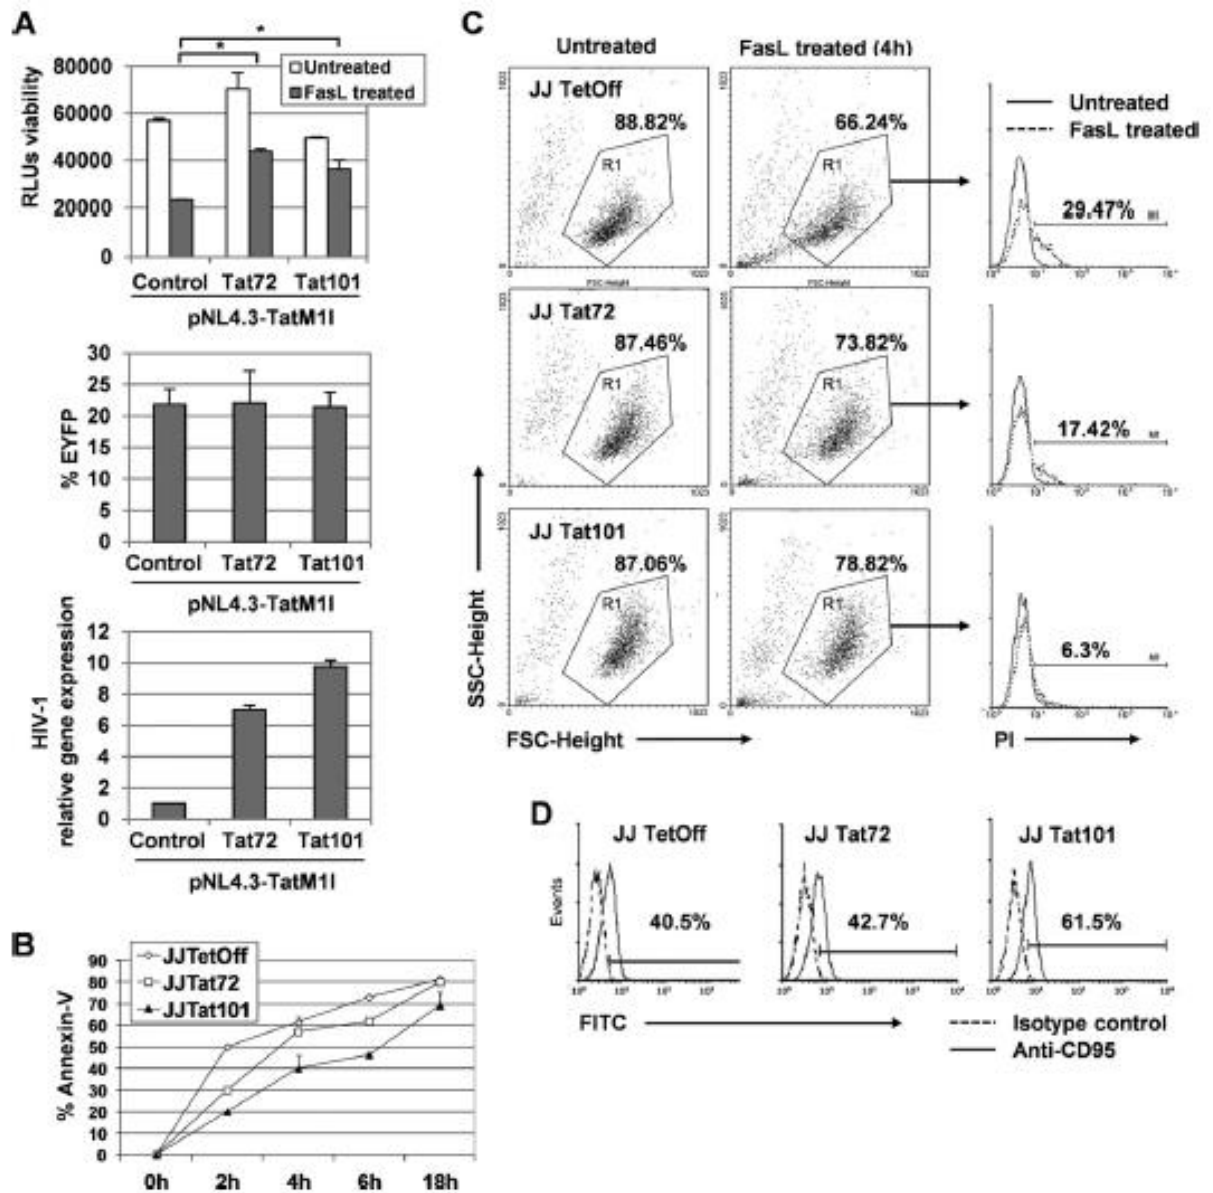 A
*
*
Untreated
FasL treated
80000
60000
40000
20000
0
RLUs viability
Control Tat72 Tat101
pNL4.3-TatM1I
30
25
20
15
10
5
0
% EYFP
Control Tat72 Tat101
pNL4.3-TatM1I
12
10
8
6
4
2
0
HIV-1
relative gene expression
Control Tat72 Tat101
pNL4.3-TatM1I
B
JJTetOff
JJTat72
JJTat101
90
80
70
60
50
40
30
20
10
0
% Annexin-V
0h 2h 4h 6h 18h
C
Untreated FasL treated (4h)
JJ TetOff
88.82%
R1
66.24%
R1
Untreated
FasL treated
29.47%
FSC-Height
JJ Tat72
87.46%
R1
73.82%
R1
17.42%
JJ Tat101
87.06%
R1
78.82%
R1
6.3%
SSC-Height
FSC-Height
PI
D
JJ TetOff JJ Tat72 JJ Tat101
Events
40.5% 42.7% 61.5%
FITC
Isotype control
Anti-CD95